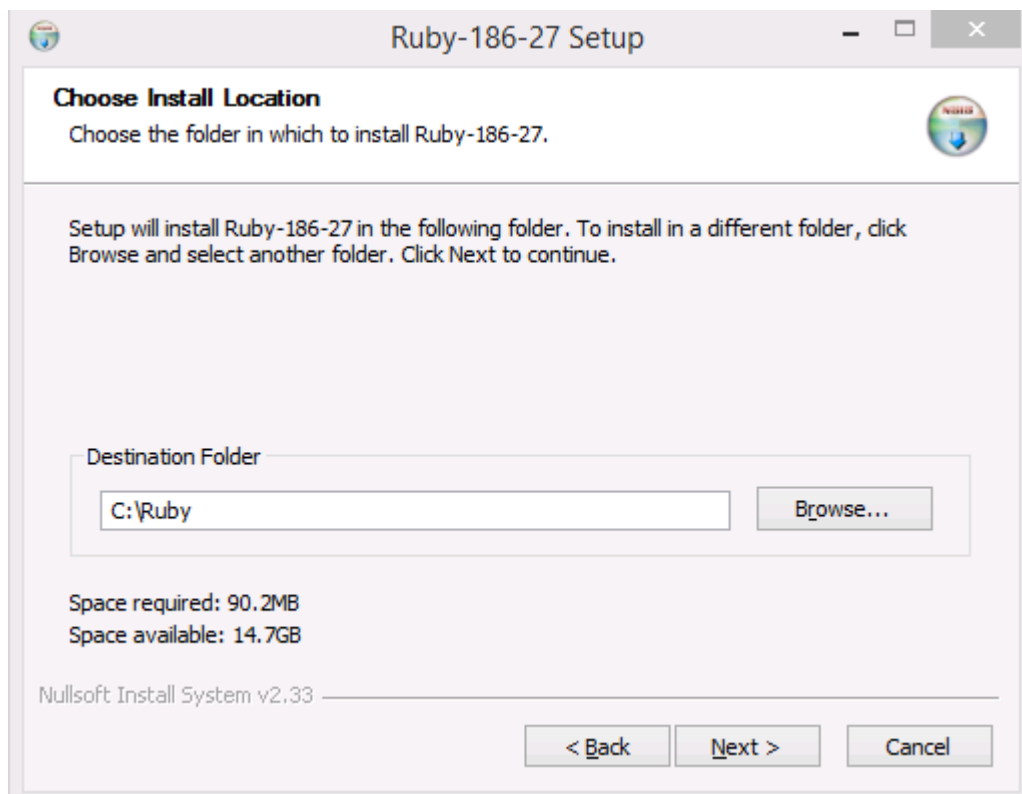 Ruby-186-27 Setup
Choose Install Location
Choose the folder in which to install Ruby-186-27.
Setup will install Ruby-186-27 in the following folder. To install in a different folder, click
Browse and select another folder. Click Next to continue.
Destination Folder
C:\Ruby
Browse...
Space required: 90.2MB
Space available: 14.7GB
Nullsoft Install System v2.33
< Back
Next >
Cancel